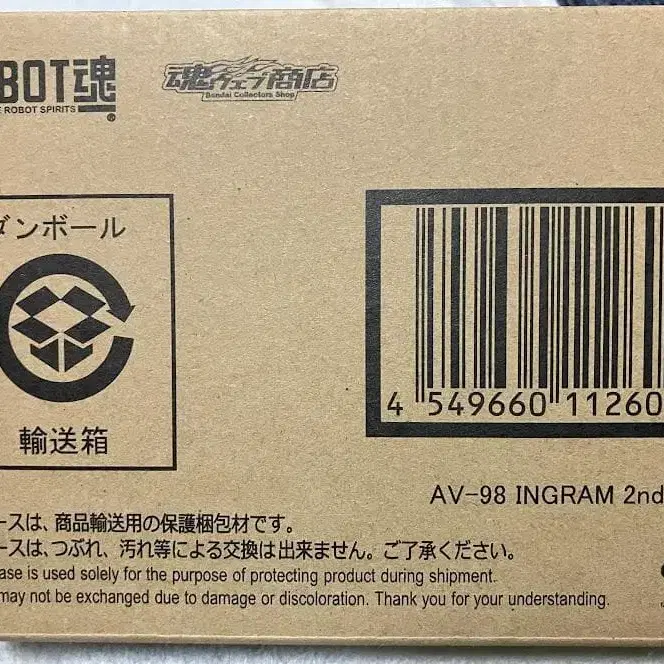 BOT魂
E ROBOT SPIRITS
®
魂ウェブ商店
Bandai Collectors Shop
ダンボール
輸送箱
4 549660 11260
AV-98 INGRAM 2nd
ースは、商品輸送用の保護梱包材です。
ースは、つぶれ、汚れ等による交換は出来ません。ご了承ください。
ase is used solely for the purpose of protecting product during shipment.
may not be exchanged due to damage or discoloration. Thank you for your understanding.